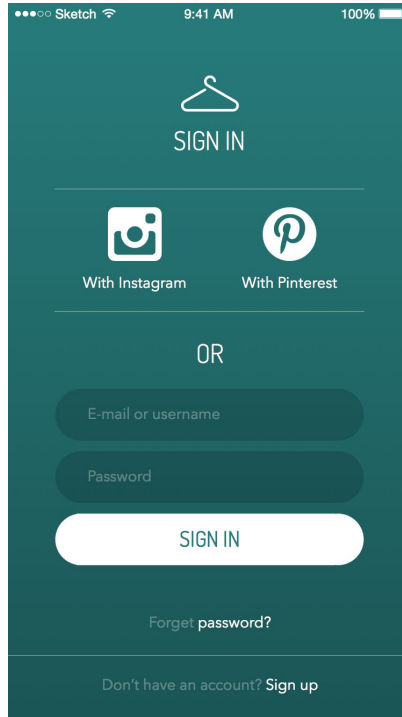 Sketch 9:41 AM 100%
SIGN IN
With Instagram With Pinterest
OR
E-mail or username
Password
SIGN IN
Forget password?
Don't have an account? Sign up